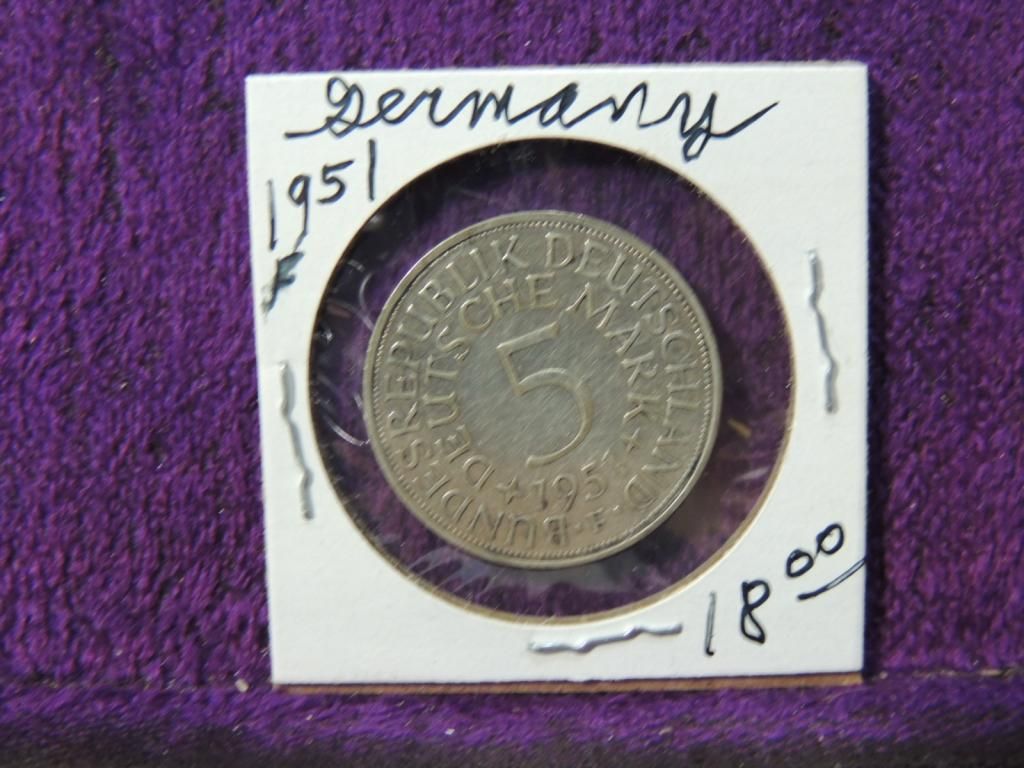 Germany
1951
F
BUNDESREPUBLIK DEUTSCHLAND
DEUTSCHE MARK
5
1951
F
18.00